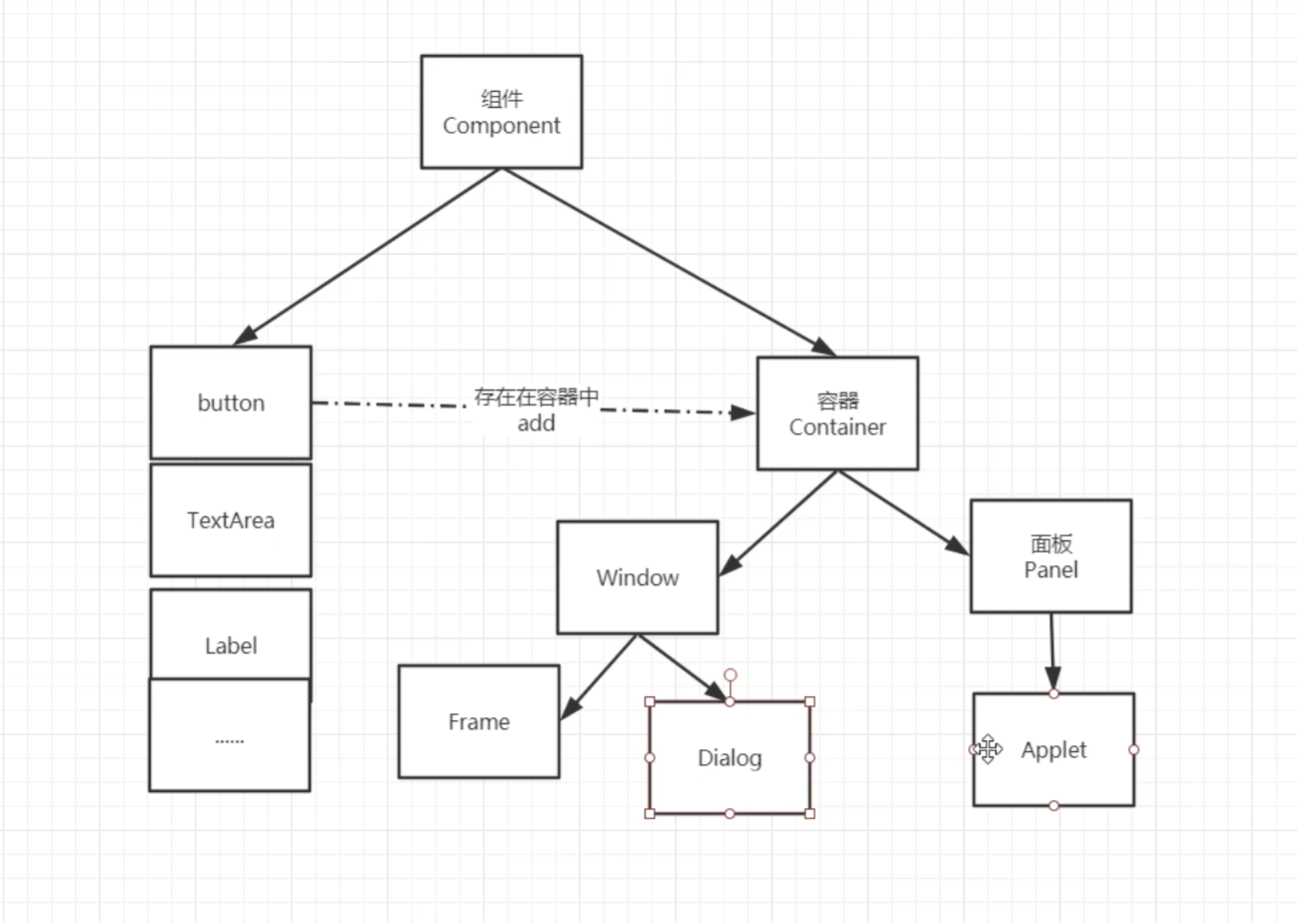 组件
Component
button
存在在容器中
add
容器
Container
TextArea
Window
面板
Panel
Label
Frame
......
Dialog
Applet